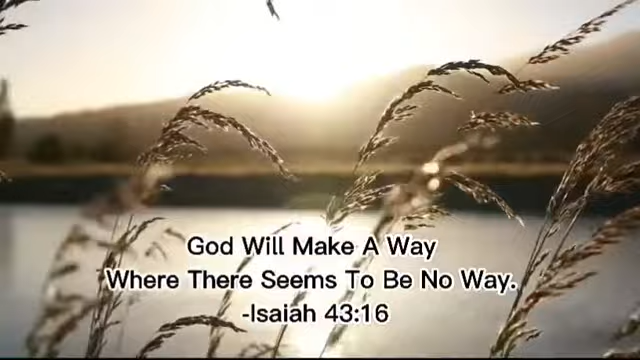 God Will Make A Way
Where There Seems To Be No Way.
-Isaiah 43:16